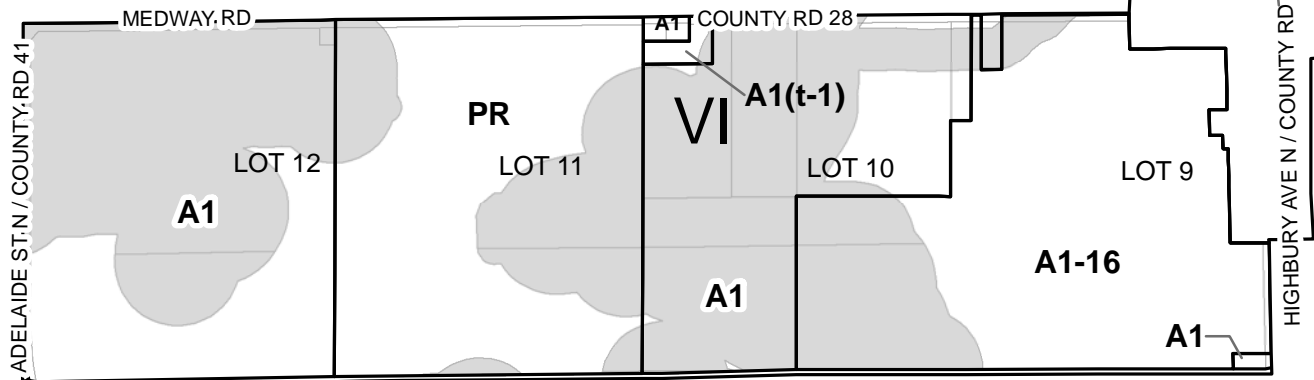 MEDWAY RD
A1
COUNTY RD 28
ADELAIDE ST N / COUNTY RD 41
HIGHBURY AVE N / COUNTY RD
PR
A1(t-1)
VI
LOT 12
LOT 11
LOT 10
LOT 9
A1
A1-16
A1
A1